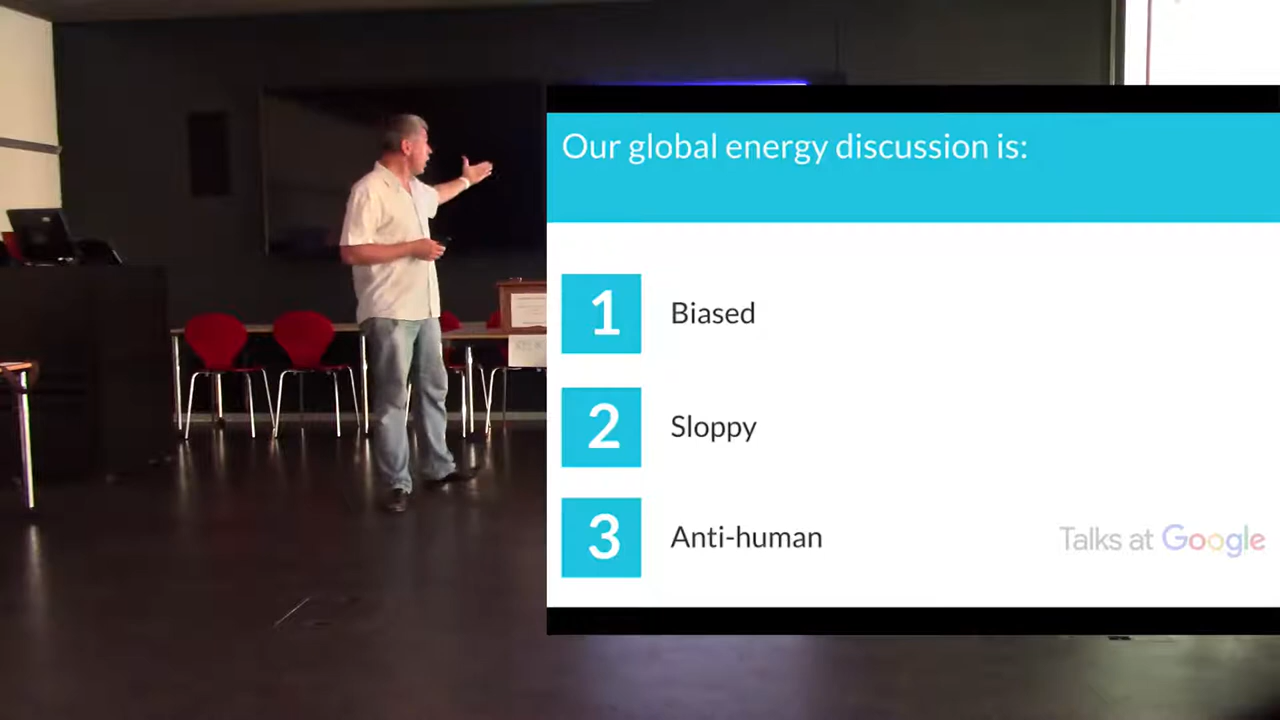 Our global energy discussion is:
1 Biased
2 Sloppy
3 Anti-human
Talks at Google